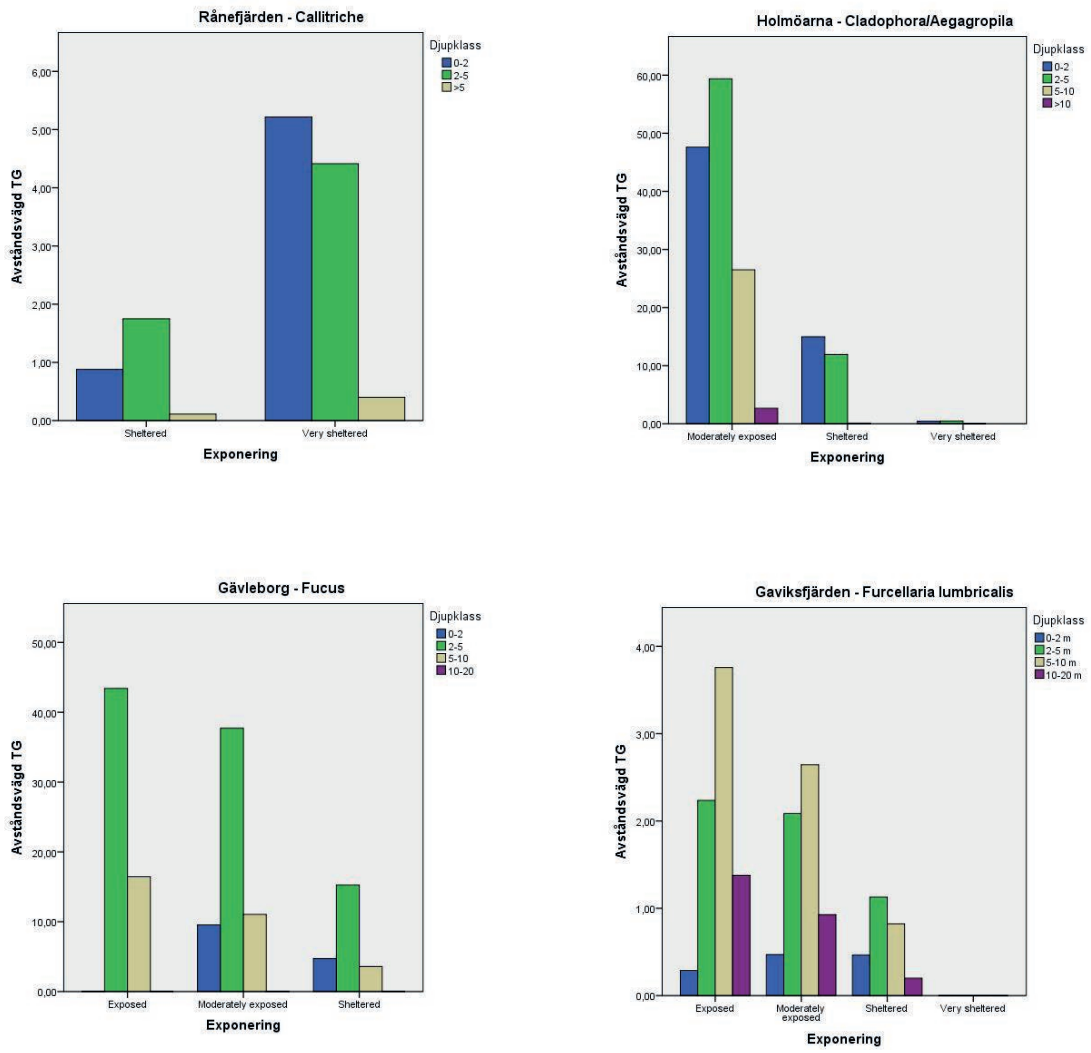 Rånefjärden - Callitriche
Djupklass
0-2
2-5
>5
6,00
5,00
4,00
3,00
2,00
1,00
0,00
Avståndsvägd TG
Sheltered
Very sheltered
Exponering
Holmöarna - Cladophora/Aegagropila
Djupklass
0-2
2-5
5-10
>10
60,00
50,00
40,00
30,00
20,00
10,00
0,00
Avståndsvägd TG
Moderately exposed
Sheltered
Very sheltered
Exponering
Gävleborg - Fucus
Djupklass
0-2
2-5
5-10
10-20
50,00
40,00
30,00
20,00
10,00
0,00
Avståndsvägd TG
Exposed
Moderately exposed
Sheltered
Exponering
Gaviksfjärden - Furcellaria lumbricalis
Djupklass
0-2 m
2-5 m
5-10 m
10-20 m
4,00
3,00
2,00
1,00
0,00
Avståndsvägd TG
Exposed
Moderately
exposed
Sheltered
Very sheltered
Exponering